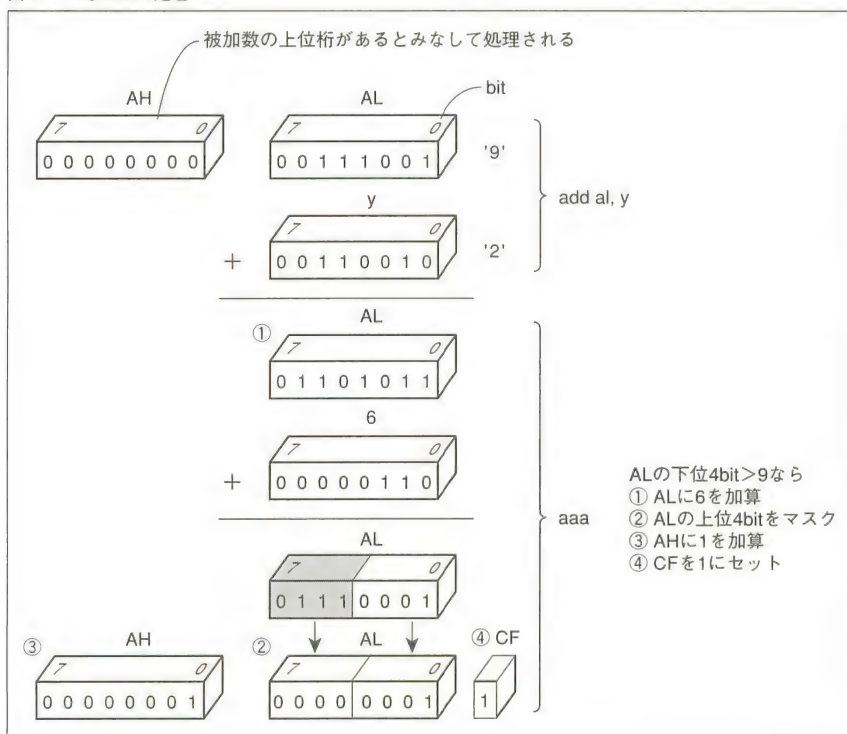 被加数の上位桁があるとみなして処理される
AH
AL
bit
7 0
7 0
0 0 0 0 0 0 0 0
0 0 1 1 1 0 0 1
'9'
y
7 0
+
0 0 1 1 0 0 1 0
'2'
add al, y
AL
①
7 0
0 1 1 0 1 0 1 1
6
+
0 0 0 0 0 1 1 0
AL
7 0
0 1 1 1 0 0 0 1
③
AH
②
AL
④ CF
7 0
7 0
0 0 0 0 0 0 0 1
0 0 0 0 0 0 0 1
1
aaa
ALの下位4bit>9なら
① ALに6を加算
② ALの上位4bitをマスク
③ AHに1を加算
④ CFを1にセット